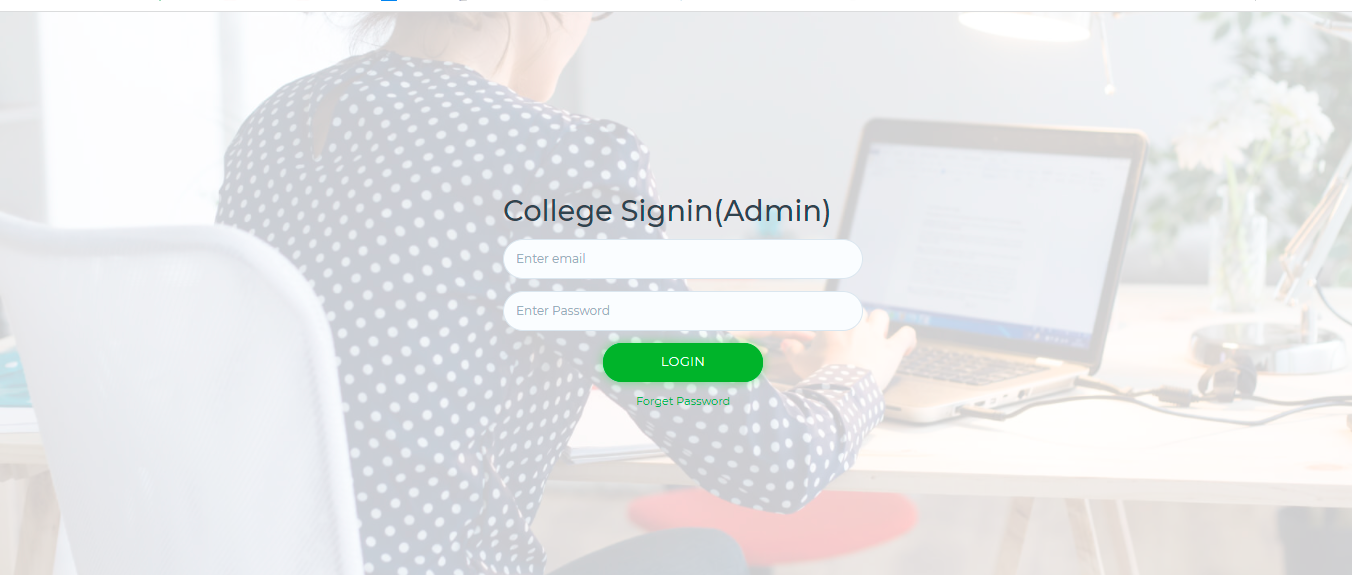 College Signin(Admin)
Enter email
Enter Password
LOGIN
Forget Password